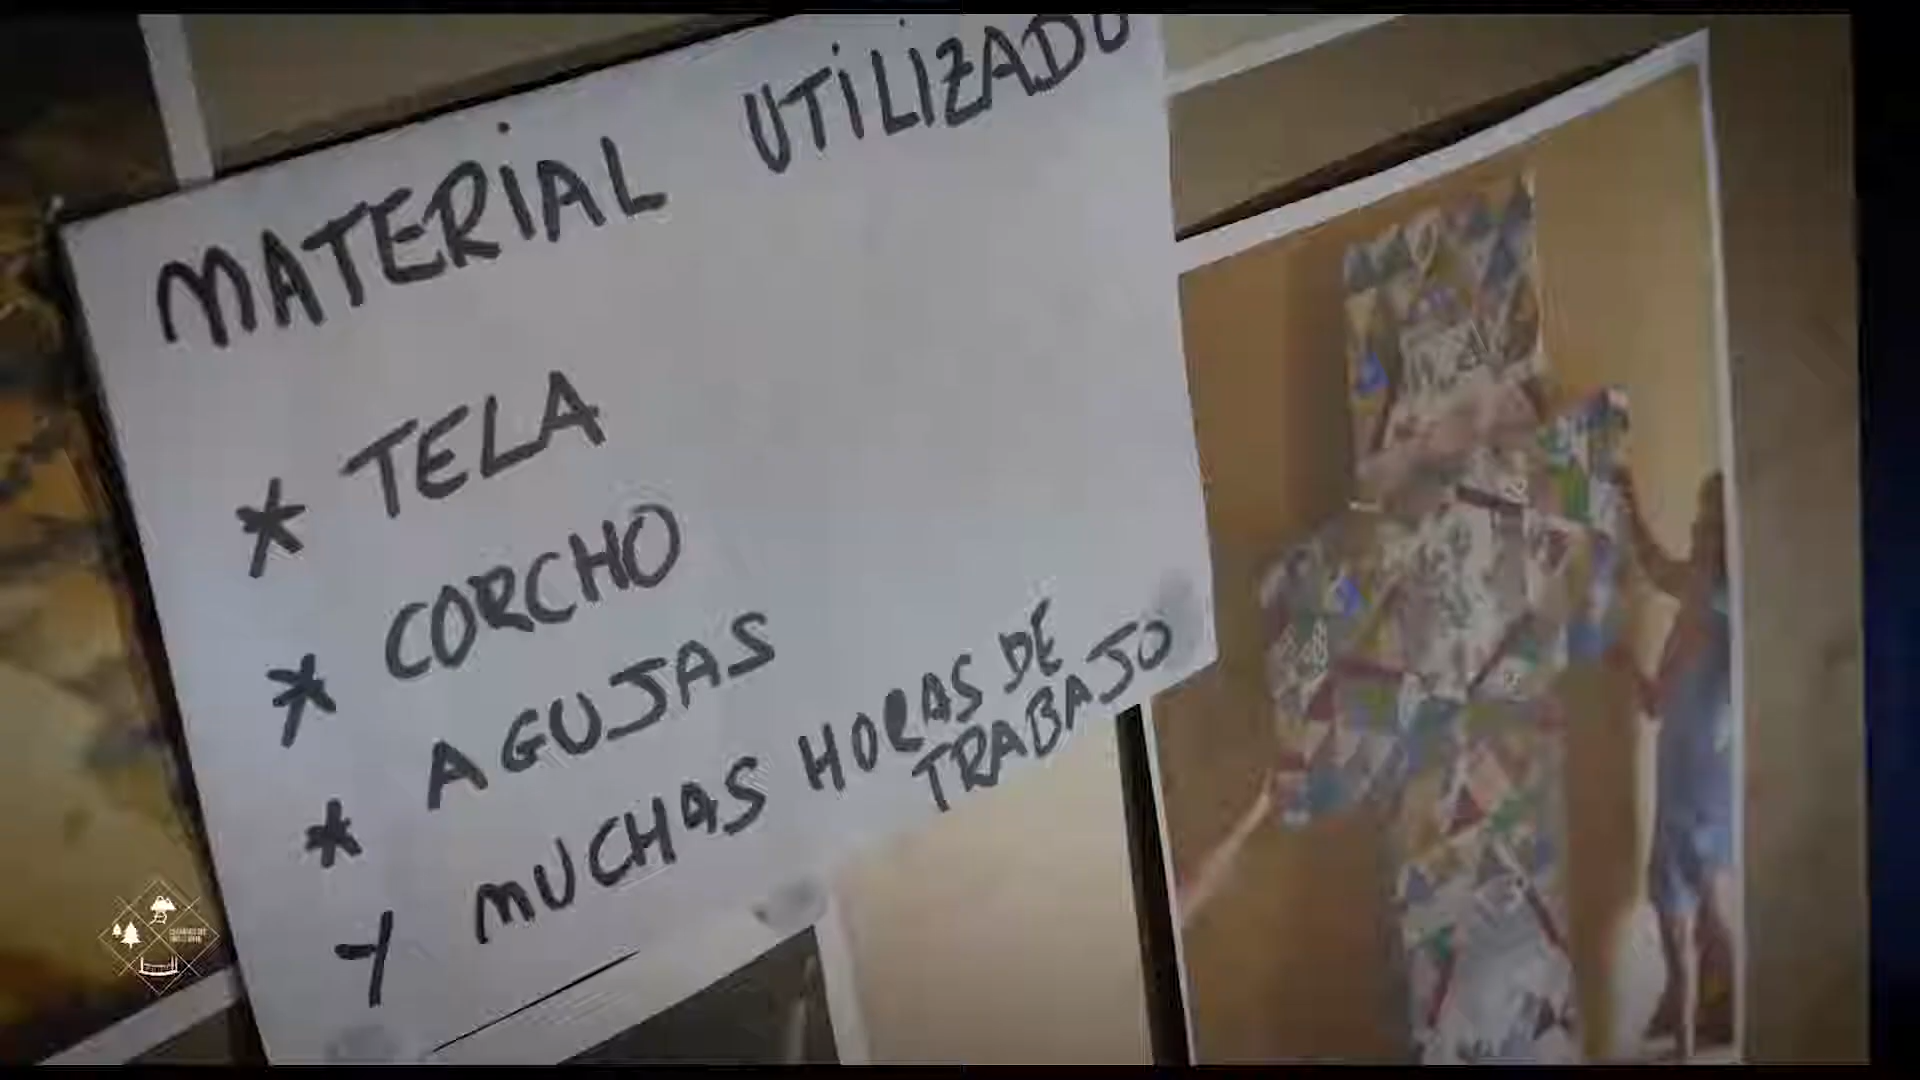 MATERIAL UTILIZADO
* TELA
* CORCHO
* AGUJAS
Y MUCHAS HORAS DE
TRABAJO